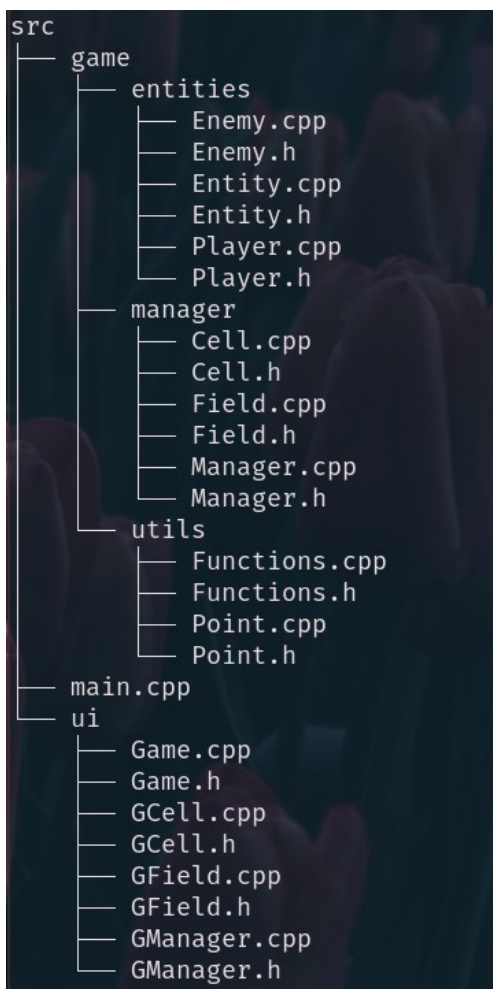 src
├── game
│   ├── entities
│   │   ├── Enemy.cpp
│   │   ├── Enemy.h
│   │   ├── Entity.cpp
│   │   ├── Entity.h
│   │   ├── Player.cpp
│   │   └── Player.h
│   ├── manager
│   │   ├── Cell.cpp
│   │   ├── Cell.h
│   │   ├── Field.cpp
│   │   ├── Field.h
│   │   ├── Manager.cpp
│   │   └── Manager.h
│   └── utils
│       ├── Functions.cpp
│       ├── Functions.h
│       ├── Point.cpp
│       └── Point.h
├── main.cpp
└── ui
    ├── Game.cpp
    ├── Game.h
    ├── GCell.cpp
    ├── GCell.h
    ├── GField.cpp
    ├── GField.h
    ├── GManager.cpp
    └── GManager.h